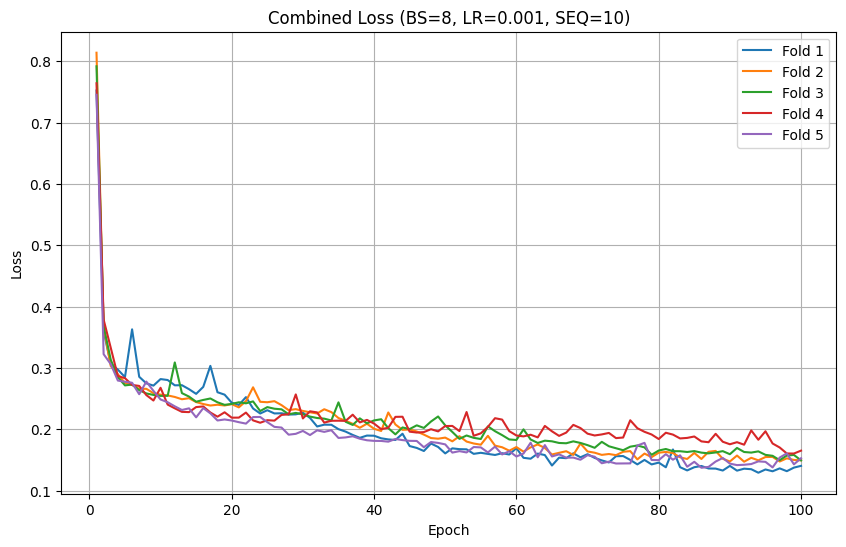 Combined Loss (BS=8, LR=0.001, SEQ=10)
Fold 1
Fold 2
Fold 3
Fold 4
Fold 5
Loss
0.8
0.7
0.6
0.5
0.4
0.3
0.2
0.1
0
20
40
60
80
100
Epoch